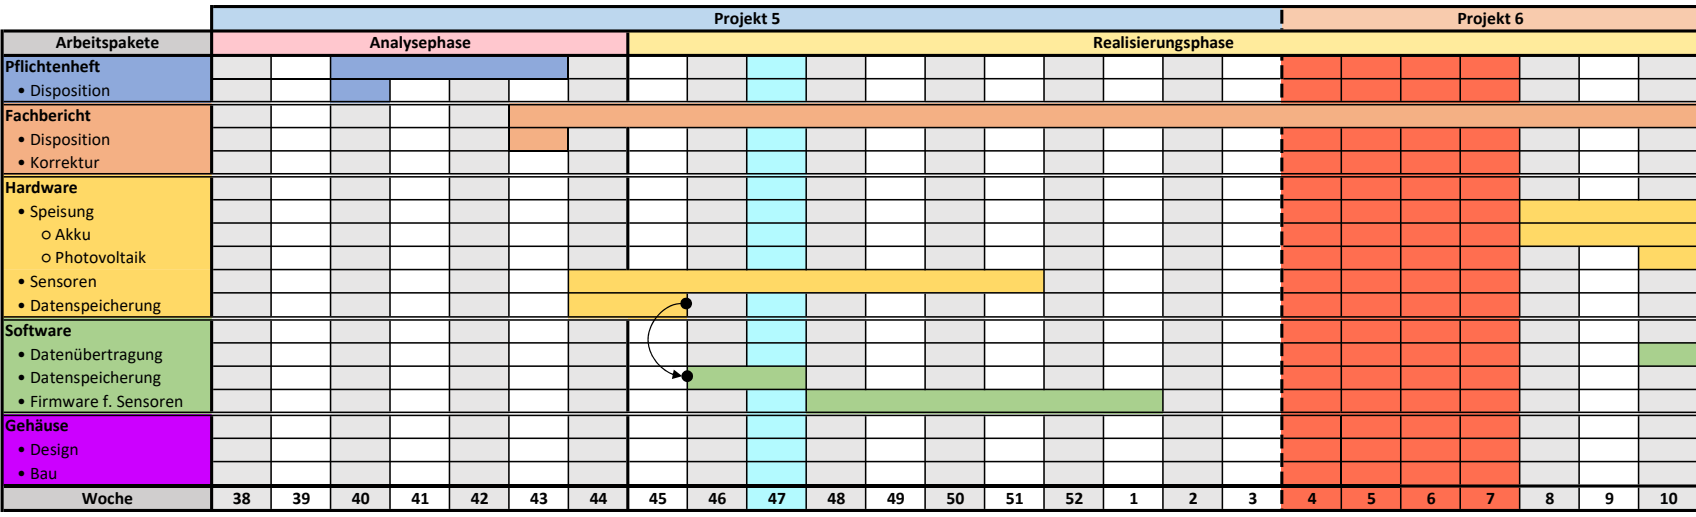 Projekt 5 Projekt 6
Arbeitspakete Analysephase Realisierungsphase
Pflichtenheft
• Disposition
Fachbericht
• Disposition
• Korrektur
Hardware
• Speisung
○ Akku
○ Photovoltaik
• Sensoren
• Datenspeicherung
Software
• Datenübertragung
• Datenspeicherung
• Firmware f. Sensoren
Gehäuse
• Design
• Bau
Woche 38 39 40 41 42 43 44 45 46 47 48 49 50 51 52 1 2 3 4 5 6 7 8 9 10